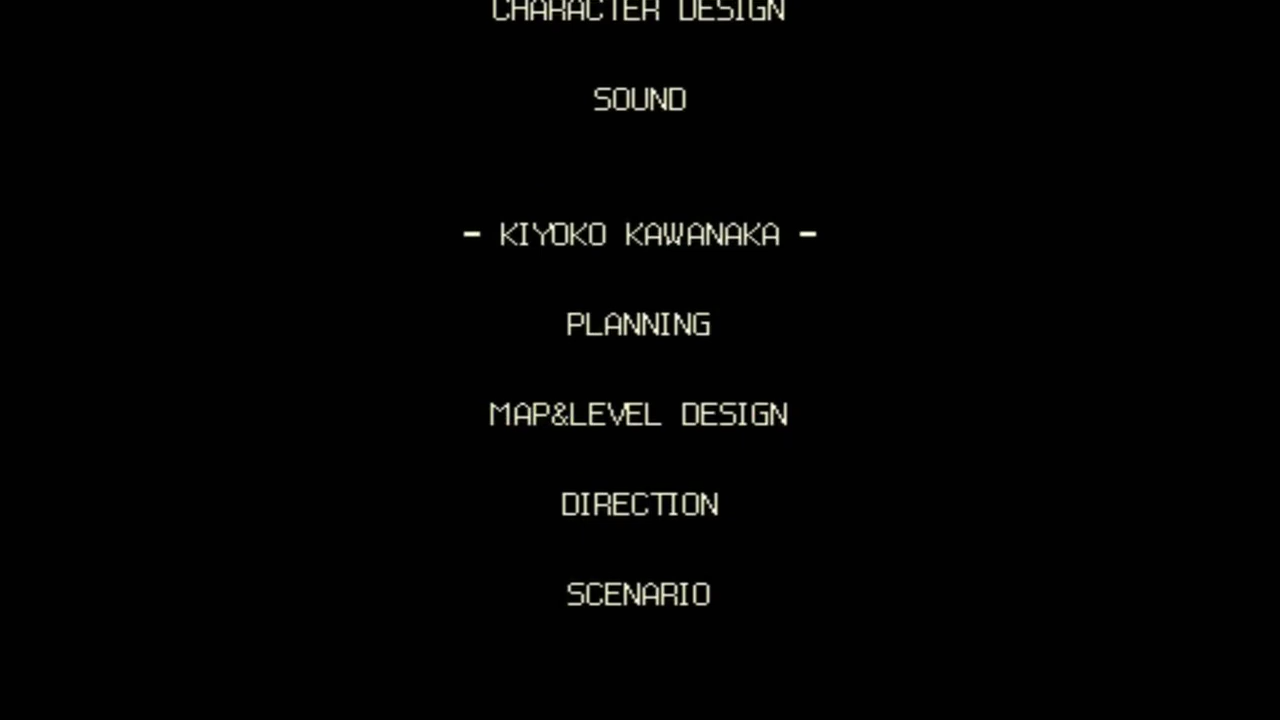 CHARACTER DESIGN
SOUND
- KIYOKO KAWANAKA -
PLANNING
MAP&LEVEL DESIGN
DIRECTION
SCENARIO